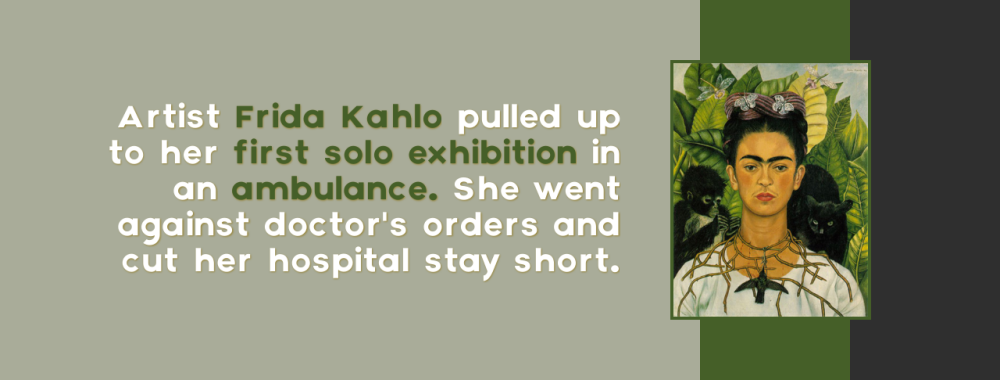 Artist Frida Kahlo pulled up
to her first solo exhibition in
an ambulance. She went
against doctor's orders and
cut her hospital stay short.